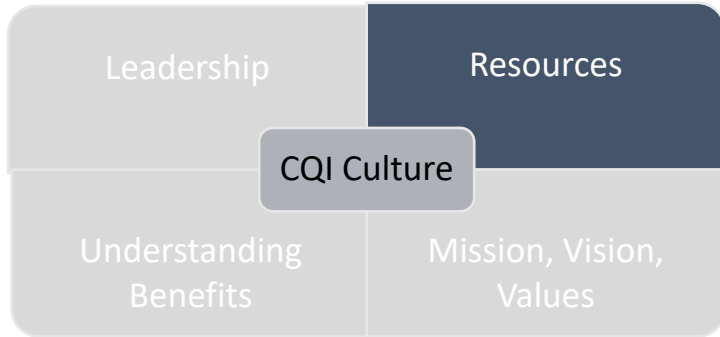 Leadership
Resources
CQI Culture
Understanding
Benefits
Mission, Vision,
Values